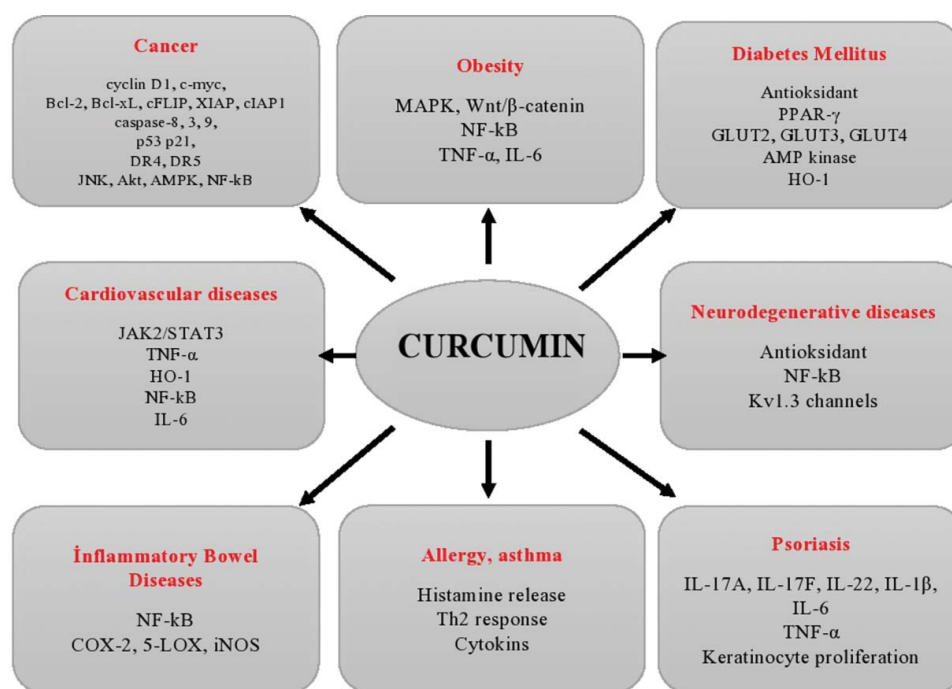 Cancer
cyclin D1, c-myc,
Bcl-2, Bcl-xL, cFLIP, XIAP, cIAP1
caspase-8, 3, 9,
p53 p21,
DR4, DR5
JNK, Akt, AMPK, NF-kB
Obesity
MAPK, Wnt/β-catenin
NF-kB
TNF-α, IL-6
Diabetes Mellitus
Antioksidant
PPAR-γ
GLUT2, GLUT3, GLUT4
AMP kinase
HO-1
Cardiovascular diseases
JAK2/STAT3
TNF-α
HO-1
NF-kB
IL-6
CURCUMIN
Neurodegenerative diseases
Antioksidant
NF-kB
Kv1.3 channels
İnflammatory Bowel
Diseases
NF-kB
COX-2, 5-LOX, iNOS
Allergy, asthma
Histamine release
Th2 response
Cytokins
Psoriasis
IL-17A, IL-17F, IL-22, IL-1β,
IL-6
TNF-α
Keratinocyte proliferation